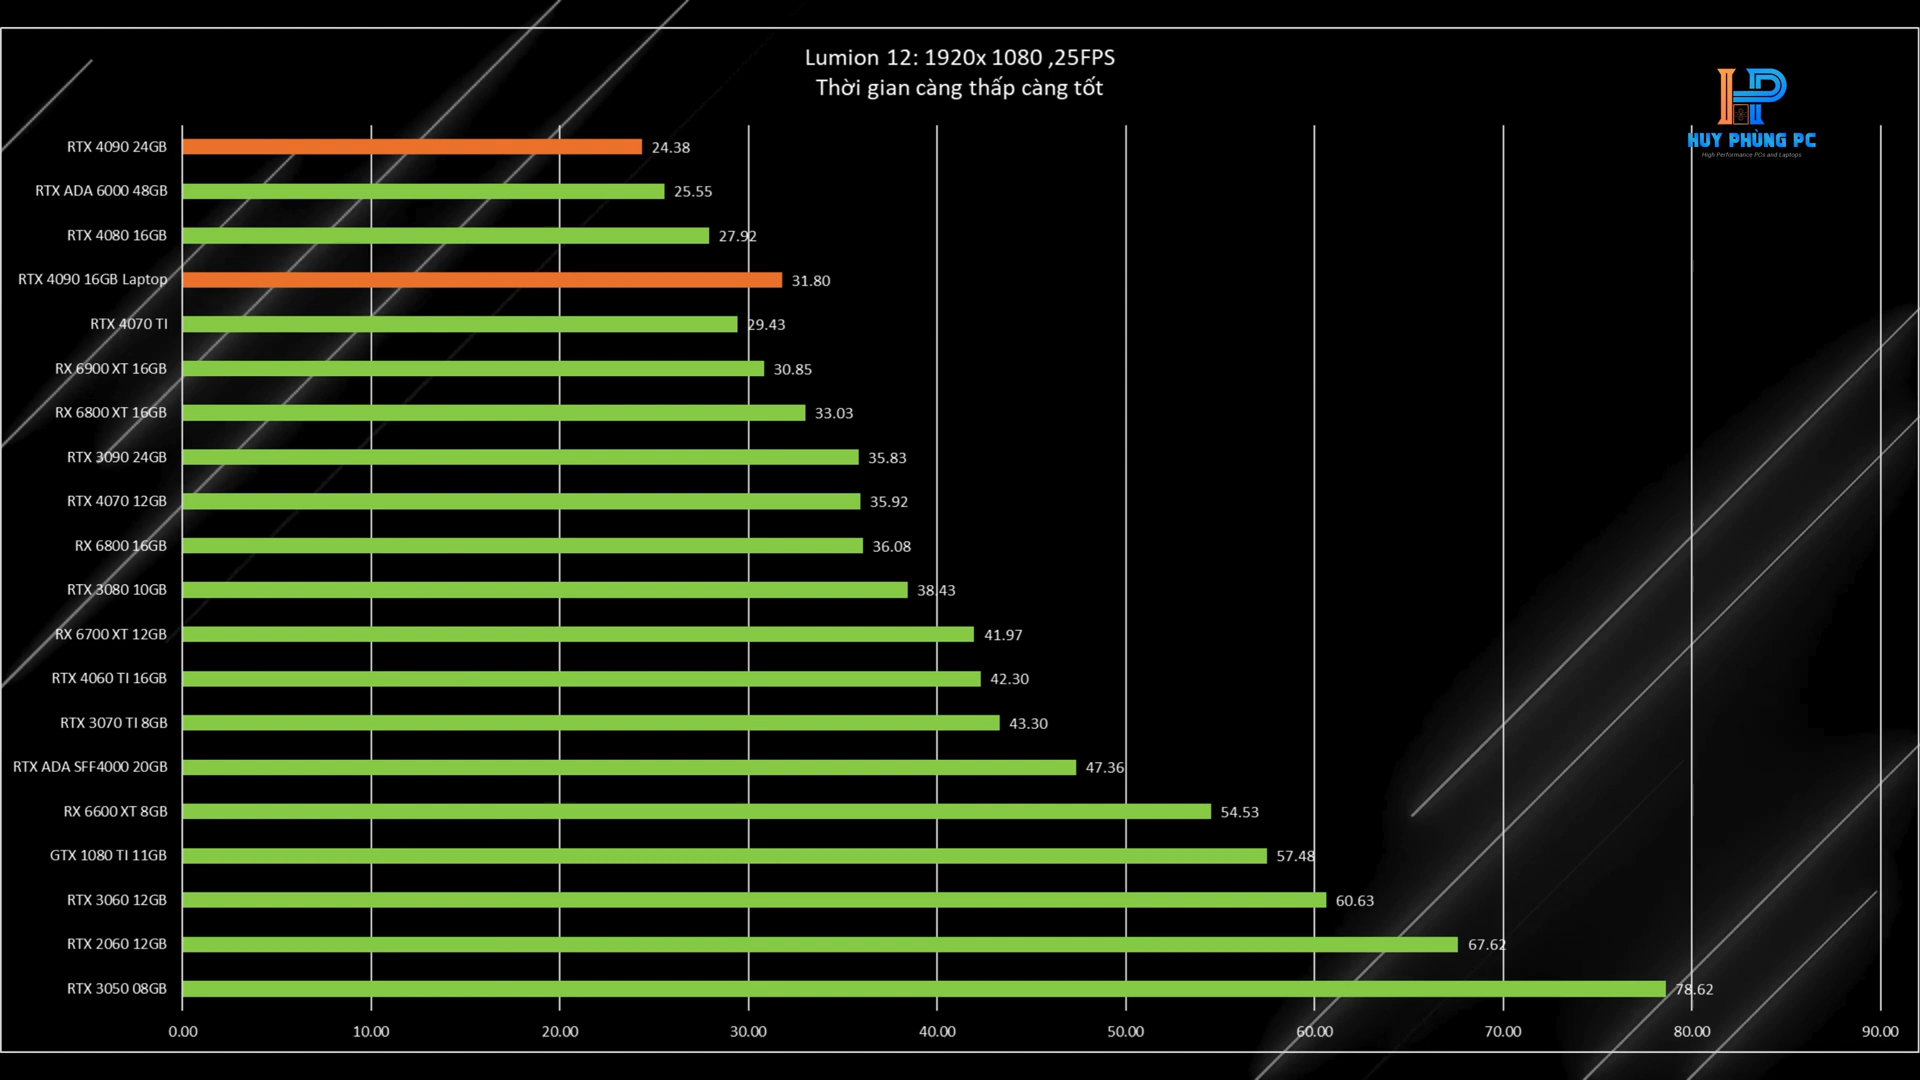 Lumion 12: 1920x 1080 ,25FPS
Thời gian càng thấp càng tốt
HUY PHÙNG PC
High Performance PCs and Laptops
RTX 4090 24GB 24.38
RTX ADA 6000 48GB 25.55
RTX 4080 16GB 27.92
RTX 4090 16GB Laptop 31.80
RTX 4070 TI 29.43
RX 6900 XT 16GB 30.85
RX 6800 XT 16GB 33.03
RTX 3090 24GB 35.83
RTX 4070 12GB 35.92
RX 6800 16GB 36.08
RTX 3080 10GB 38.43
RX 6700 XT 12GB 41.97
RTX 4060 TI 16GB 42.30
RTX 3070 TI 8GB 43.30
RTX ADA SFF4000 20GB 47.36
RX 6600 XT 8GB 54.53
GTX 1080 TI 11GB 57.48
RTX 3060 12GB 60.63
RTX 2060 12GB 67.62
RTX 3050 08GB 78.62
0.00 10.00 20.00 30.00 40.00 50.00 60.00 70.00 80.00 90.00